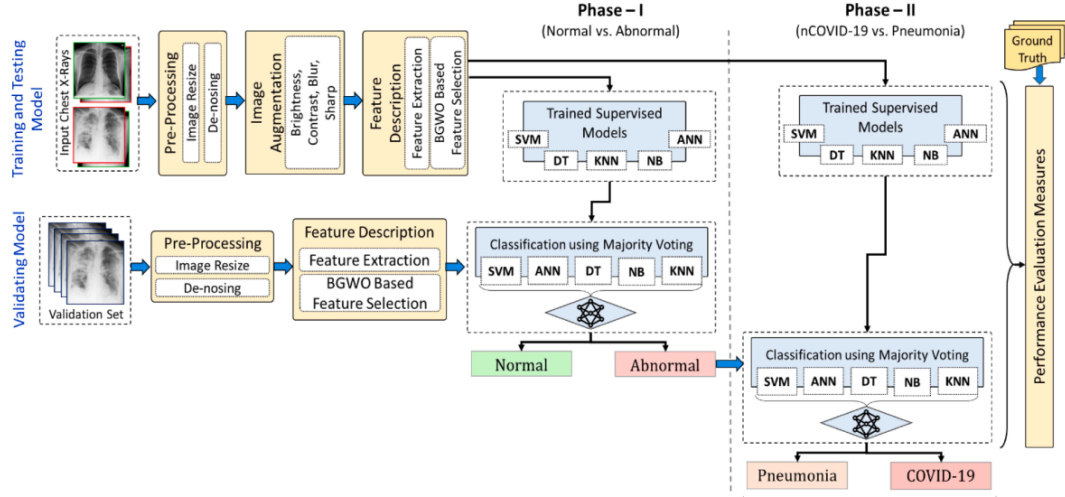 Phase – I
(Normal vs. Abnormal)
Phase – II
(nCOVID-19 vs. Pneumonia)
Training and Testing
Model
Input Chest X-Rays
Pre-Processing
Image Resize
De-nosing
Image
Augmentation
Brightness,
Contrast, Blur,
Sharp
Feature
Description
Feature Extraction
BGWO Based
Feature Selection
Trained Supervised
Models
SVM
DT
KNN
NB
ANN
Trained Supervised
Models
SVM
DT
KNN
NB
ANN
Ground
Truth
Performance Evaluation Measures
Validating Model
Validation Set
Pre-Processing
Image Resize
De-nosing
Feature Description
Feature Extraction
BGWO Based
Feature Selection
Classification using Majority Voting
SVM
ANN
DT
NB
KNN
Normal
Abnormal
Classification using Majority Voting
SVM
ANN
DT
NB
KNN
Pneumonia
COVID-19